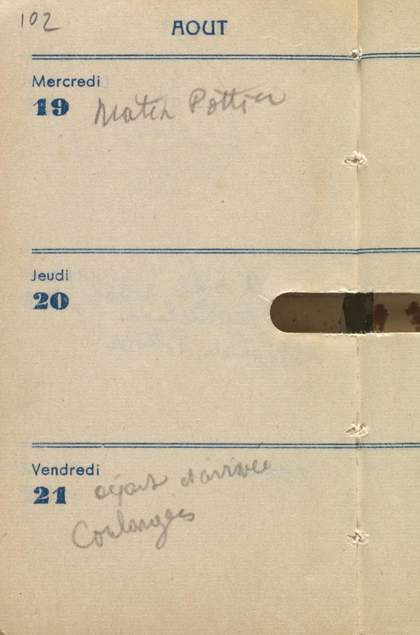 102
AOUT
Mercredi
19 Match Pottier
Jeudi
20
Vendredi
21 départ d'arrivée
Coulanges